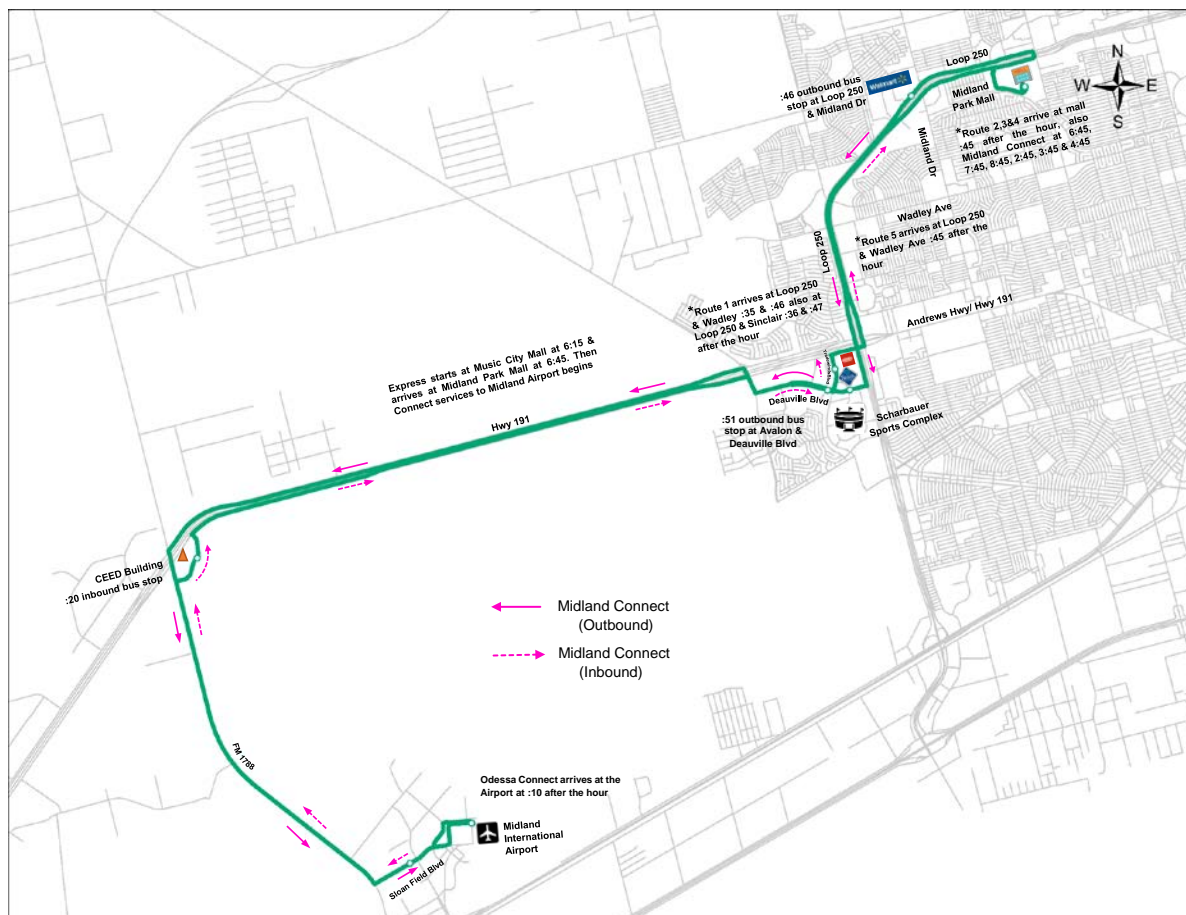 Loop 250
N
W
E
S
:46 outbound bus
stop at Loop 250
& Midland Dr
Walmart
Midland
Park Mall
*Route 2,3&4 arrive at mall
:45 after the hour, also
Midland Connect at 6:45,
7:45, 8:45, 2:45, 3:45 & 4:45
Midland Dr
Wadley Ave
*Route 5 arrives at Loop 250
& Wadley Ave :45 after the
hour
Loop 250
*Route 1 arrives at Loop 250
& Wadley :35 & :46 also at
Loop 250 & Sinclair :36 & :47
after the hour
Andrews Hwy/ Hwy 191
Express starts at Music City Mall at 6:15 &
arrives at Midland Park Mall at 6:45. Then
Connect services to Midland Airport begins
Hwy 191
Deauville Blvd
:51 outbound bus
stop at Avalon &
Deauville Blvd
Scharbauer
Sports Complex
CEED Building
:20 inbound bus stop
Midland Connect
(Outbound)
Midland Connect
(Inbound)
FM 1788
Odessa Connect arrives at the
Airport at :10 after the hour
Midland
International
Airport
Sloan Field Blvd